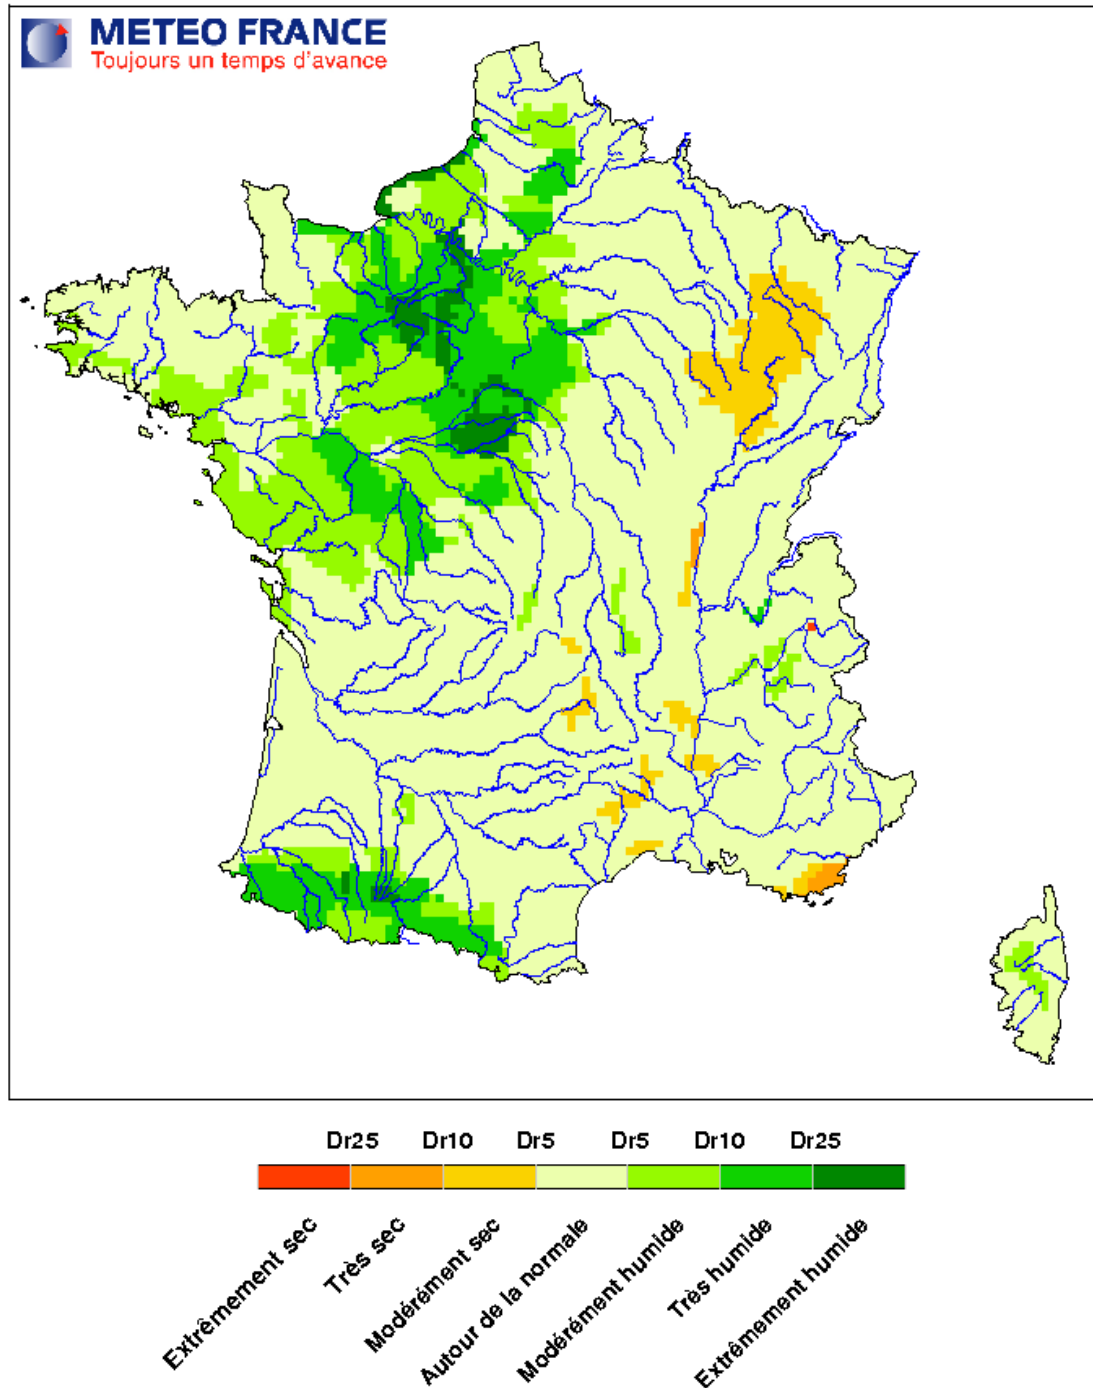 METEO FRANCE
Toujours un temps d'avance
Dr25 Dr10 Dr5 Dr5 Dr10 Dr25
Extrêmement sec
Très sec
Modérément sec
Autour de la normale
Modérément humide
Très humide
Extrêmement humide